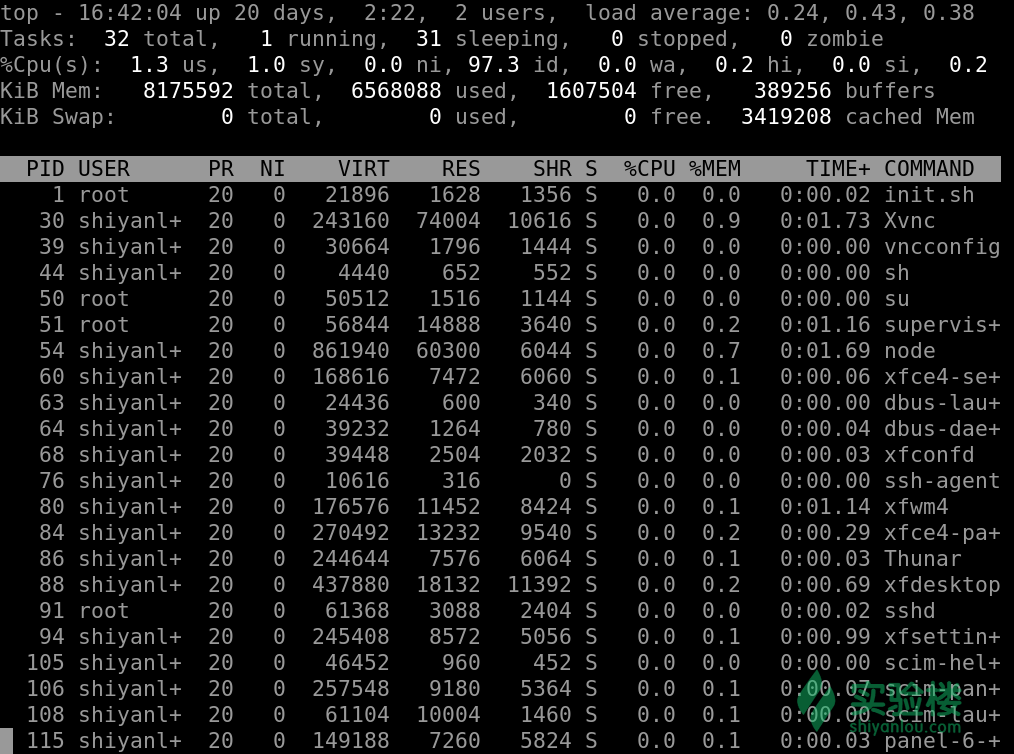 top - 16:42:04 up 20 days,  2:22,  2 users,  load average: 0.24, 0.43, 0.38
Tasks:  32 total,   1 running,  31 sleeping,   0 stopped,   0 zombie
%Cpu(s):  1.3 us,  1.0 sy,  0.0 ni, 97.3 id,  0.0 wa,  0.2 hi,  0.0 si,  0.2
KiB Mem:   8175592 total,  6568088 used,  1607504 free,   389256 buffers
KiB Swap:        0 total,        0 used,        0 free.  3419208 cached Mem
PID USER      PR  NI    VIRT    RES    SHR S  %CPU %MEM     TIME+ COMMAND
1 root      20   0   21896   1628   1356 S   0.0  0.0   0:00.02 init.sh
30 shiyanl+  20   0  243160  74004  10616 S   0.0  0.9   0:01.73 Xvnc
39 shiyanl+  20   0   30664   1796   1444 S   0.0  0.0   0:00.00 vncconfig
44 shiyanl+  20   0    4440    652    552 S   0.0  0.0   0:00.00 sh
50 root      20   0   50512   1516   1144 S   0.0  0.0   0:00.00 su
51 root      20   0   56844  14888   3640 S   0.0  0.2   0:01.16 supervis+
54 shiyanl+  20   0  861940  60300   6044 S   0.0  0.7   0:01.69 node
60 shiyanl+  20   0  168616   7472   6060 S   0.0  0.1   0:00.06 xfce4-se+
63 shiyanl+  20   0   24436    600    340 S   0.0  0.0   0:00.00 dbus-lau+
64 shiyanl+  20   0   39232   1264    780 S   0.0  0.0   0:00.04 dbus-dae+
68 shiyanl+  20   0   39448   2504   2032 S   0.0  0.0   0:00.03 xfconfd
76 shiyanl+  20   0   10616    316      0 S   0.0  0.0   0:00.00 ssh-agent
80 shiyanl+  20   0  176576  11452   8424 S   0.0  0.1   0:01.14 xfwm4
84 shiyanl+  20   0  270492  13232   9540 S   0.0  0.2   0:00.29 xfce4-pa+
86 shiyanl+  20   0  244644   7576   6064 S   0.0  0.1   0:00.03 Thunar
88 shiyanl+  20   0  437880  18132  11392 S   0.0  0.2   0:00.69 xfdesktop
91 root      20   0   61368   3088   2404 S   0.0  0.0   0:00.02 sshd
94 shiyanl+  20   0  245408   8572   5056 S   0.0  0.1   0:00.99 xfsettin+
105 shiyanl+  20   0   46452    960    452 S   0.0  0.0   0:00.00 scim-hel+
106 shiyanl+  20   0  257548   9180   5364 S   0.0  0.1   0:00.07 scim-pan+
108 shiyanl+  20   0   61104  10004   1460 S   0.0  0.1   0:00.00 scim-lau+
115 shiyanl+  20   0  149188   7260   5824 S   0.0  0.1   0:00.03 panel-6-+
实验楼
shiyanlou.com